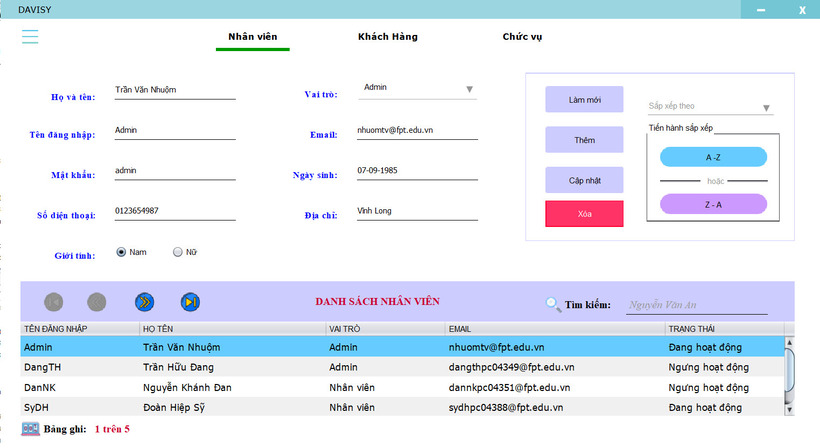 DAVISY
Nhân viên Khách Hàng Chức vụ
Họ và tên: Trần Văn Nhuộm Vai trò: Admin
Tên đăng nhập: Admin Email: nhuomtv@fpt.edu.vn
Mật khẩu: admin Ngày sinh: 07-09-1985
Số điện thoại: 0123654987 Địa chỉ: Vĩnh Long
Giới tính: Nam Nữ
Làm mới
Thêm
Cập nhật
Xóa
Sắp xếp theo
Tiến hành sắp xếp
A -Z
hoặc
Z - A
DANH SÁCH NHÂN VIÊN Tìm kiếm: Nguyễn Văn An
TÊN ĐĂNG NHẬP HỌ TÊN VAI TRÒ EMAIL TRẠNG THÁI
Admin Trần Văn Nhuộm Admin nhuomtv@fpt.edu.vn Đang hoạt động
DangTH Trần Hữu Đang Admin dangthpc04349@fpt.edu.vn Ngưng hoạt động
DanNK Nguyễn Khánh Đan Nhân viên dannkpc04351@fpt.edu.vn Ngưng hoạt động
SyDH Đoàn Hiệp Sỹ Nhân viên sydhpc04388@fpt.edu.vn Đang hoạt động
Bảng ghi: 1 trên 5